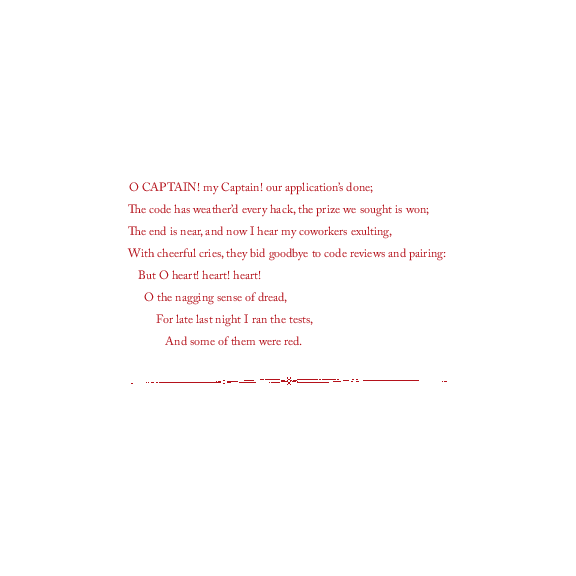 O CAPTAIN! my Captain! our application's done;
The code has weather'd every hack, the prize we sought is won;
The end is near, and now I hear my coworkers exulting,
With cheerful cries, they bid goodbye to code reviews and pairing:
But O heart! heart! heart!
O the nagging sense of dread,
For late last night I ran the tests,
And some of them were red.